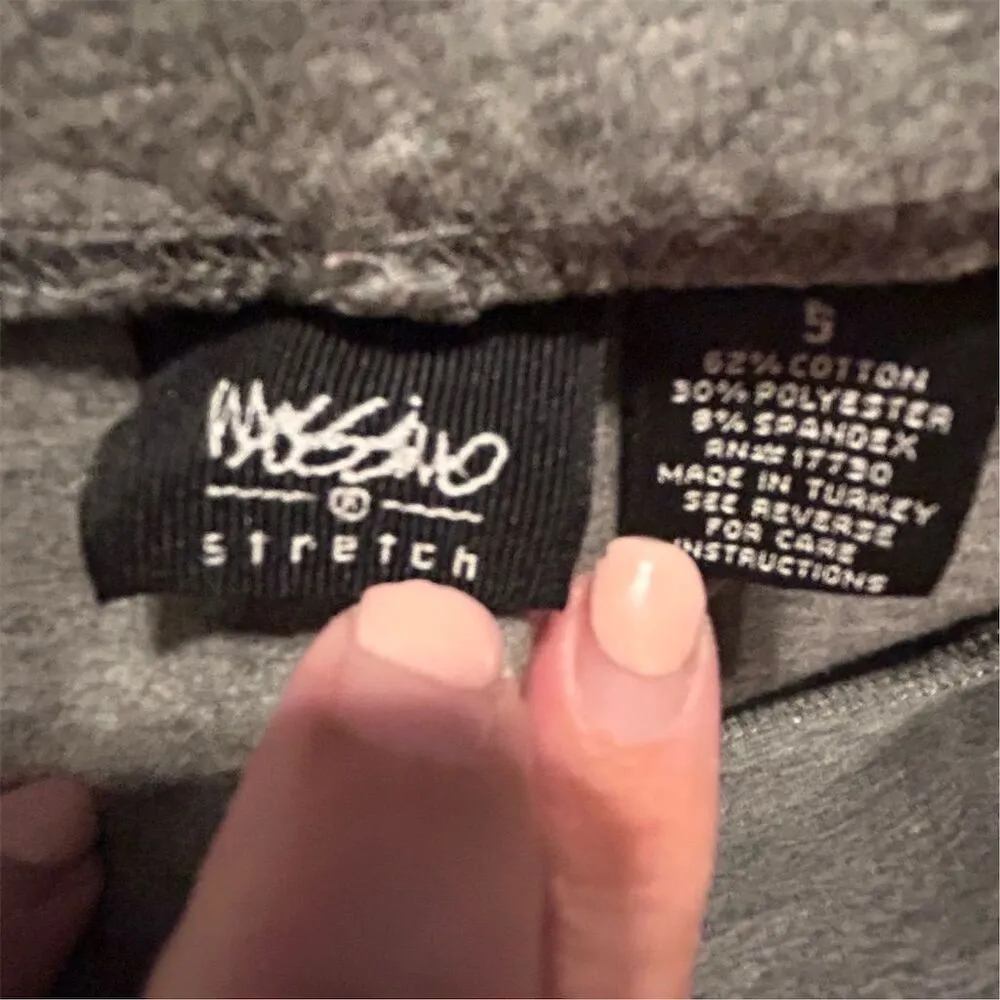 MOSSIMO
®
stretch
S
62% COTTON
30% POLYESTER
8% SPANDEX
RN# 17730
MADE IN TURKEY
SEE REVERSE
FOR CARE
INSTRUCTIONS